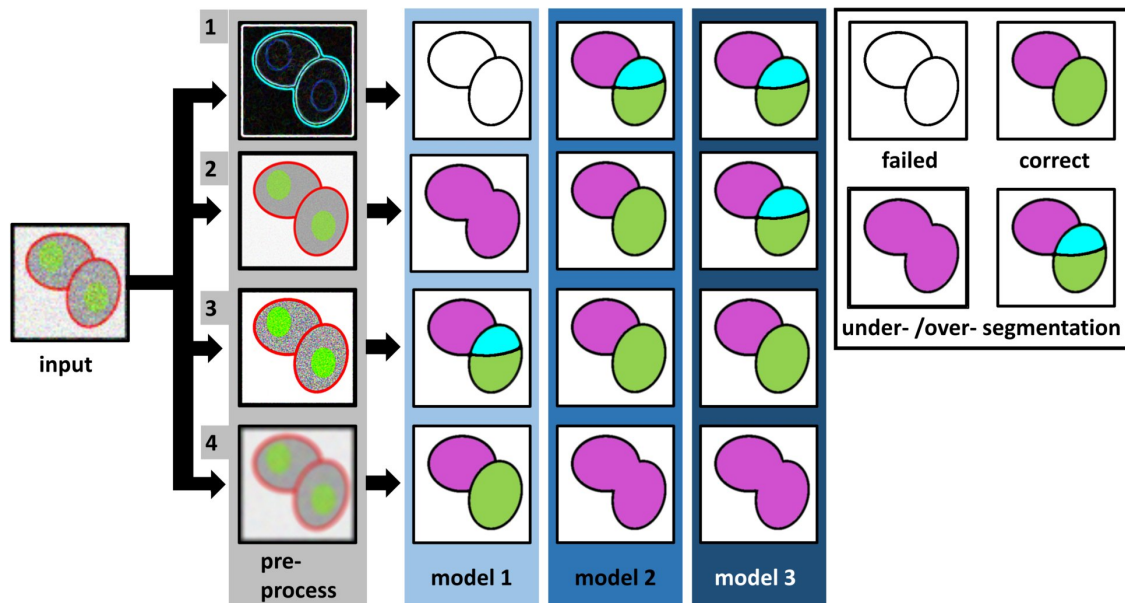 1
2
3
4
input
pre-
process
model 1
model 2
model 3
failed
correct
under- /over- segmentation